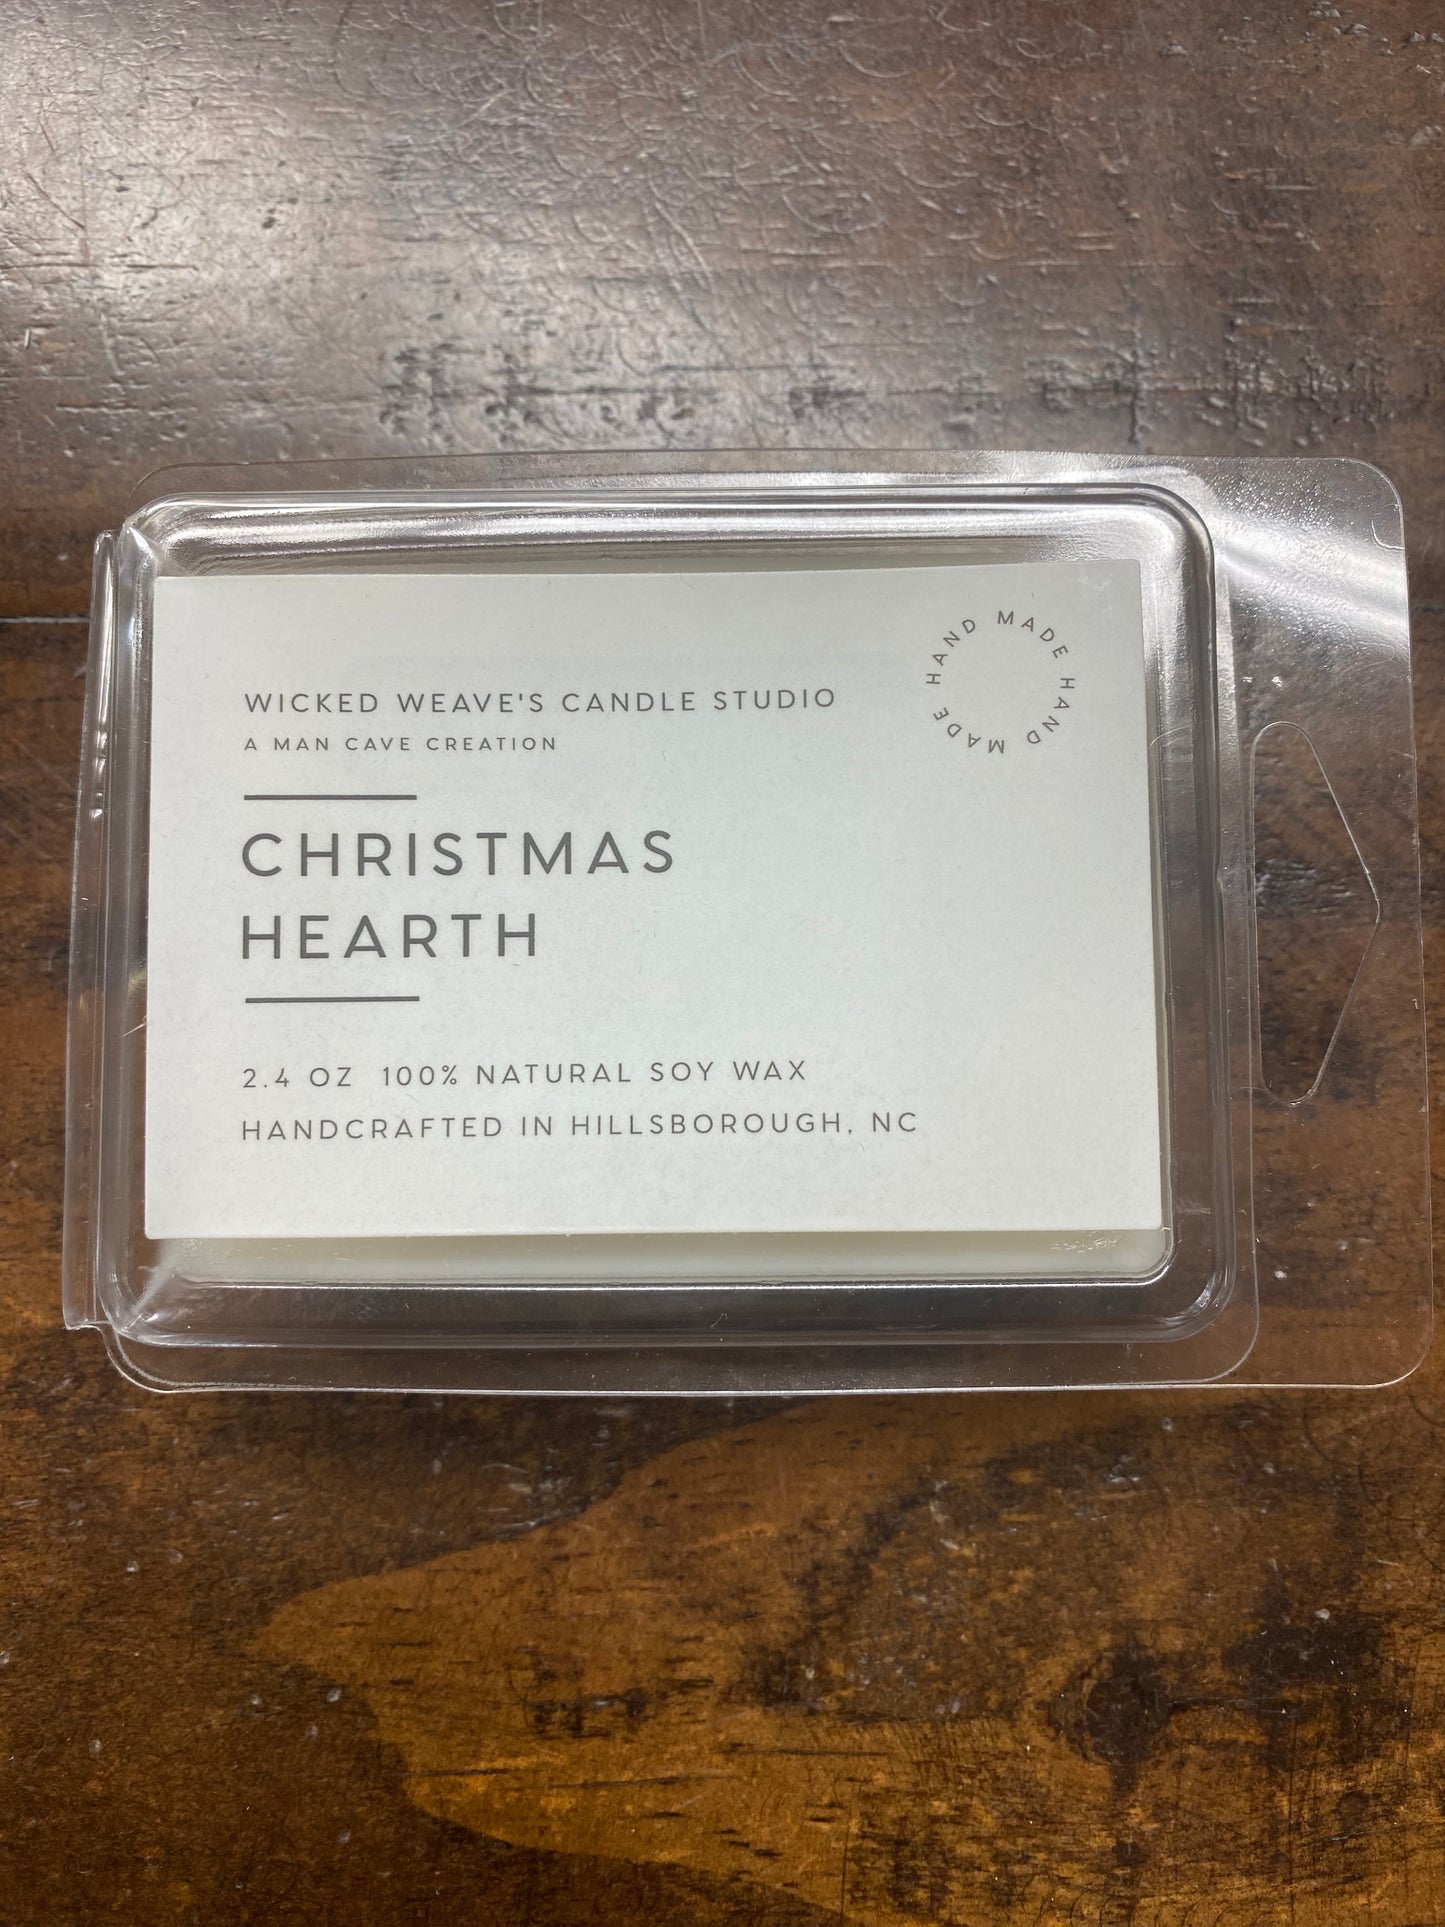 HAND MADE HAND MADE
WICKED WEAVE'S CANDLE STUDIO
A MAN CAVE CREATION
CHRISTMAS
HEARTH
2.4 OZ 100% NATURAL SOY WAX
HANDCRAFTED IN HILLSBOROUGH, NC